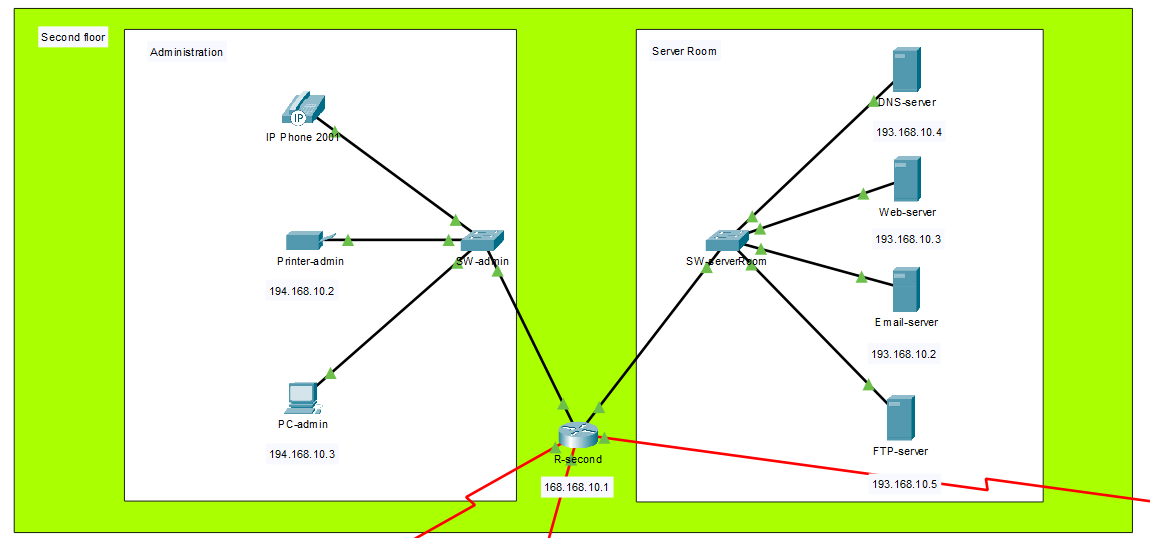 Second floor
Administration
IP
IP Phone 2001
Printer-admin
194.168.10.2
PC-admin
194.168.10.3
SW-admin
R-second
168.168.10.1
Server Room
SW-serverRoom
DNS-server
193.168.10.4
Web-server
193.168.10.3
Email-server
193.168.10.2
FTP-server
193.168.10.5